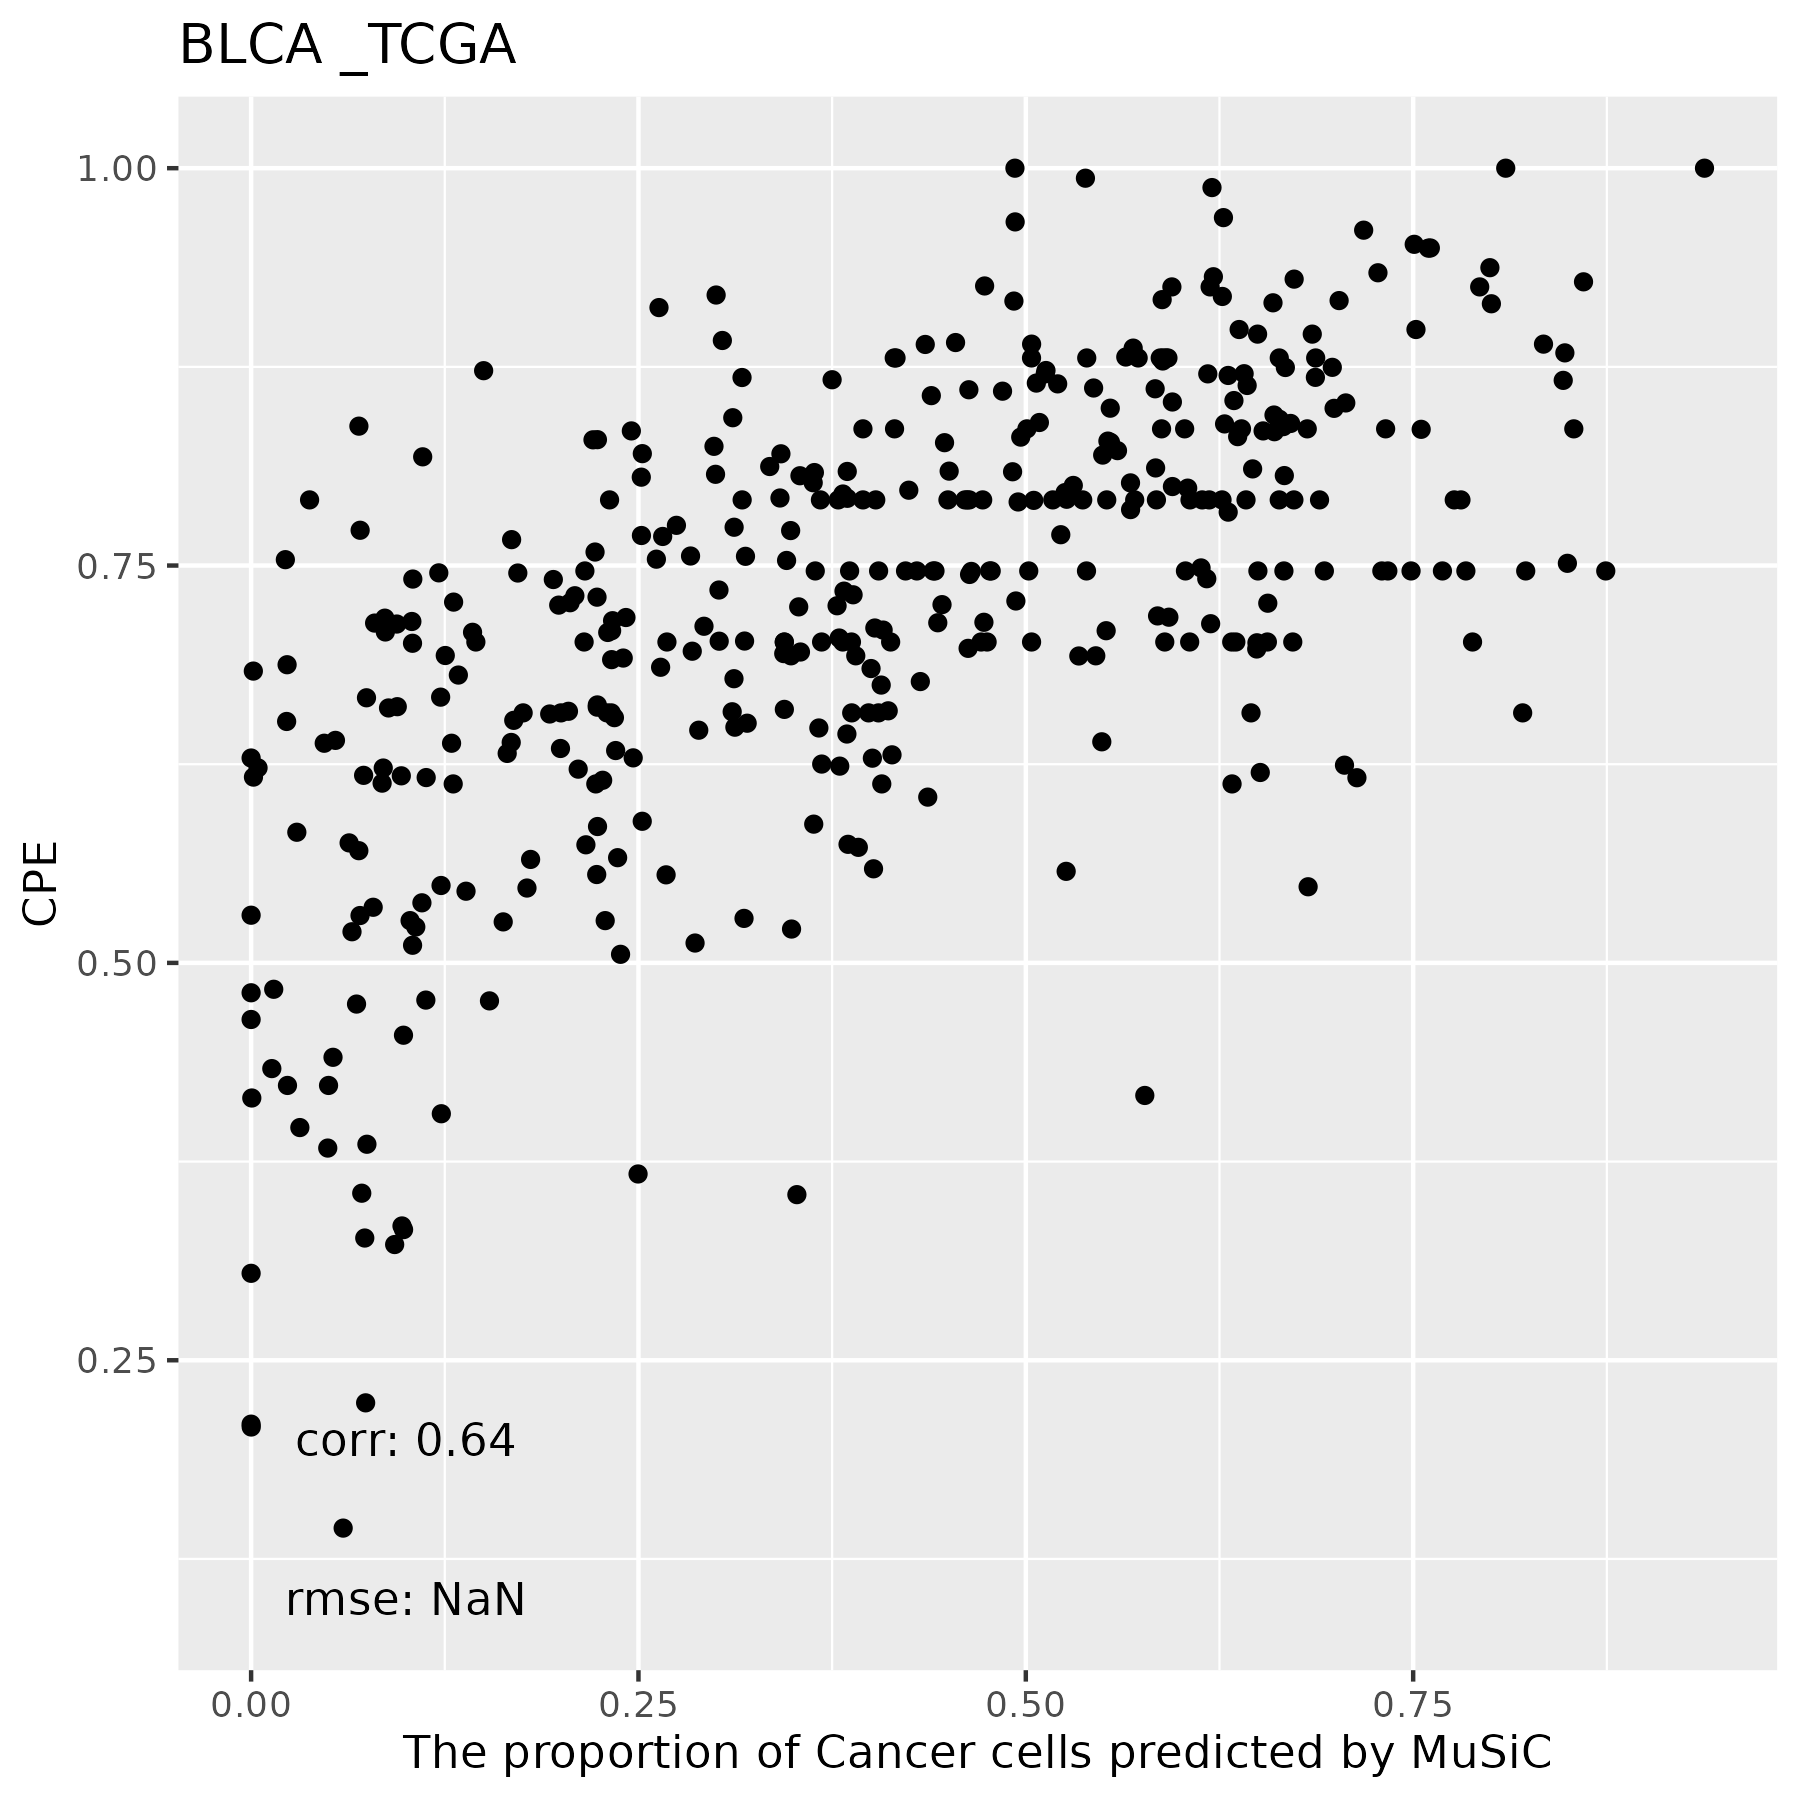 BLCA _TCGA
1.00
0.75
0.50
0.25
CPE
corr: 0.64
rmse: NaN
0.00 0.25 0.50 0.75
The proportion of Cancer cells predicted by MuSiC